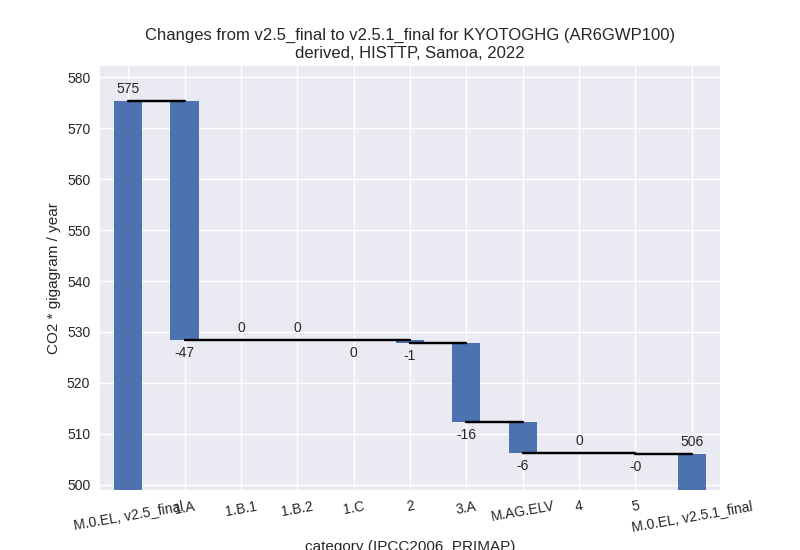 Changes from v2.5_final to v2.5.1_final for KYOTOGHG (AR6GWP100)
derived, HISTTP, Samoa, 2022
CO2 * gigagram / year
580
570
560
550
540
530
520
510
500
575
-47
0
0
0
-1
-16
-6
0
-0
506
M.0.EL, v2.5_final
1.A
1.B.1
1.B.2
1.C
2
3.A
M.AG.ELV
4
5
M.0.EL, v2.5.1_final
category (IPCC2006_PRIMAP)